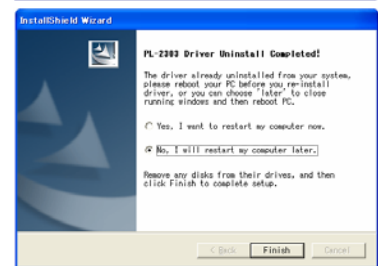 InstallShield Wizard
PL-2303 Driver Uninstall Completed!
The driver already uninstalled from your system,
please reboot your PC before you re-install
driver, or you can choose 'later' to close
running windows and then reboot PC.
Yes, I want to restart my computer now.
No, I will restart my computer later.
Remove any disks from their drives, and then
click Finish to complete setup.
< Back
Finish
Cancel